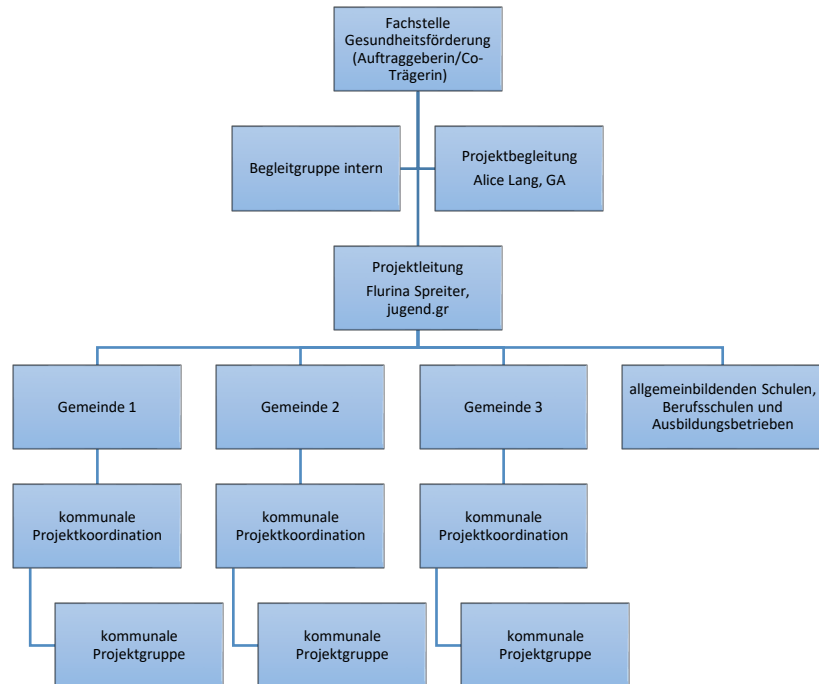 Fachstelle
Gesundheitsförderung
(Auftraggeberin/Co-
Trägerin)
Begleitgruppe intern
Projektbegleitung
Alice Lang, GA
Projektleitung
Flurina Spreiter,
jugend.gr
Gemeinde 1
Gemeinde 2
Gemeinde 3
allgemeinbildenden Schulen,
Berufsschulen und
Ausbildungsbetrieben
kommunale
Projektkoordination
kommunale
Projektkoordination
kommunale
Projektkoordination
kommunale
Projektgruppe
kommunale
Projektgruppe
kommunale
Projektgruppe